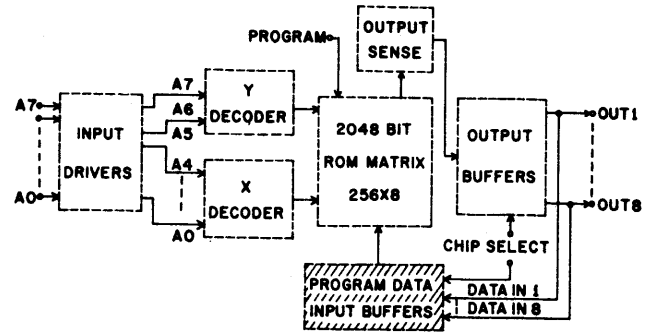 PROGRAM
OUTPUT
SENSE
A7
A0
INPUT
DRIVERS
A7
A6
A5
A4
A0
Y
DECODER
X
DECODER
2048 BIT
ROM MATRIX
256X8
OUTPUT
BUFFERS
OUT1
OUT8
CHIP SELECT
PROGRAM DATA
INPUT BUFFERS
DATA IN 1
DATA IN 8